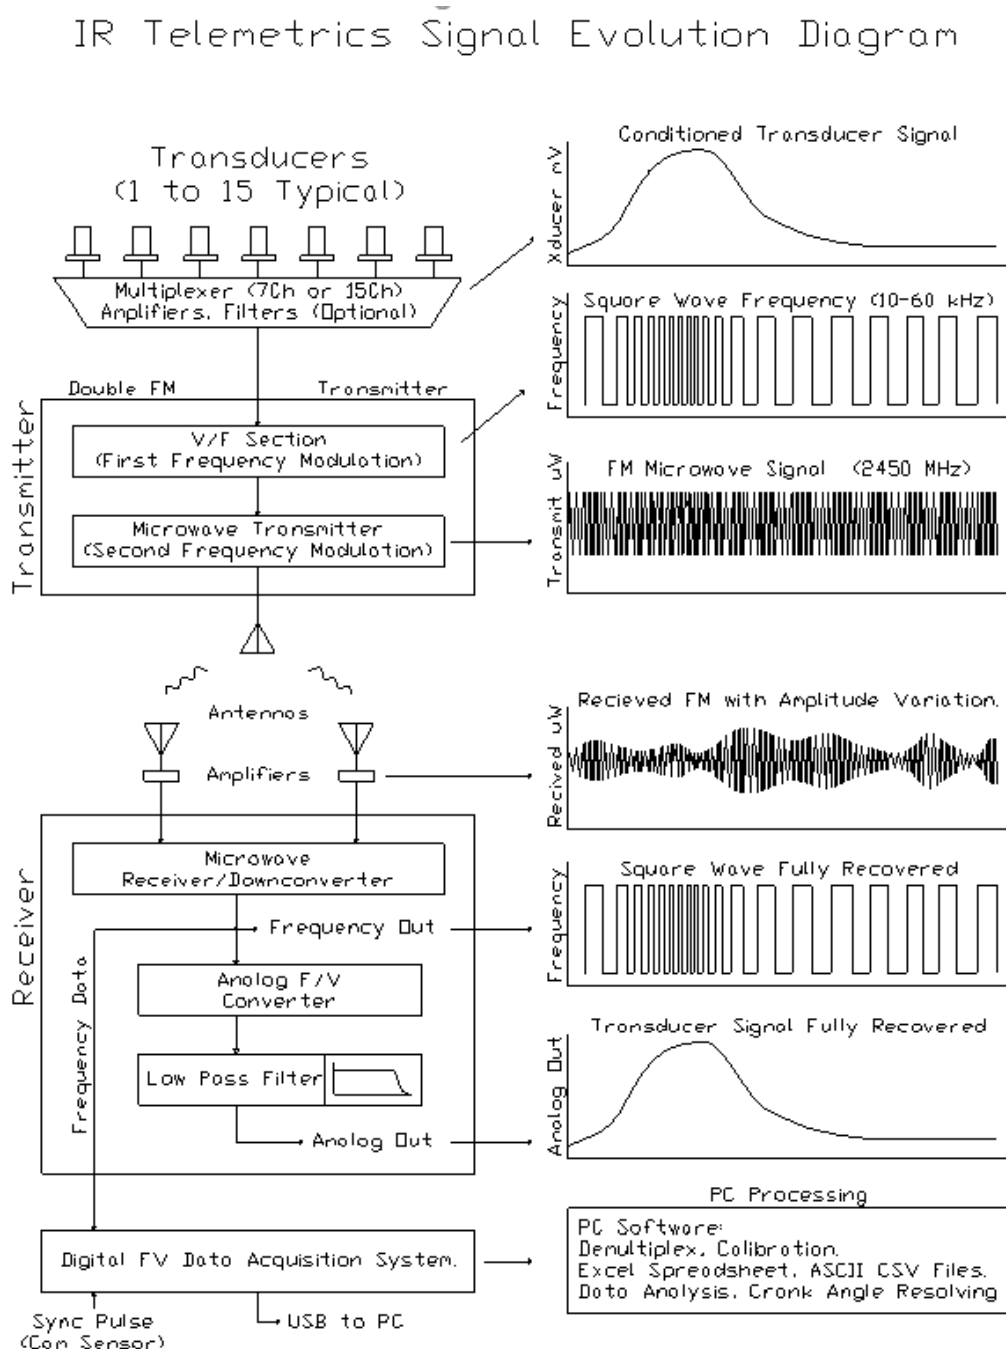 IR Telemetrics Signal Evolution Diagram
Transducers
(1 to 15 Typical)
Multiplexer (7Ch or 15Ch)
Amplifiers, Filters (Optional)
Conditioned Transducer Signal
Xducer mV
Square Wave Frequency (10-60 kHz)
Frequency
Double FM
Transmitter
Transmitter
V/F Section
(First Frequency Modulation)
Microwave Transmitter
(Second Frequency Modulation)
FM Microwave Signal (2450 MHz)
Transmit uW
Antennas
Amplifiers
Recieved FM with Amplitude Variation.
Recived uW
Receiver
Microwave
Receiver/Downconverter
Frequency Out
Square Wave Fully Recovered
Frequency
Frequency Data
Analog F/V
Converter
Low Pass Filter
Analog Out
Transducer Signal Fully Recovered
Analog Out
Digital FV Data Acquisition System.
Sync Pulse
(Cam Sensor)
USB to PC
PC Processing
PC Software:
Demultiplex, Calibration.
Excel Spreadsheet, ASCII CSV Files.
Data Analysis, Crank Angle Resolving